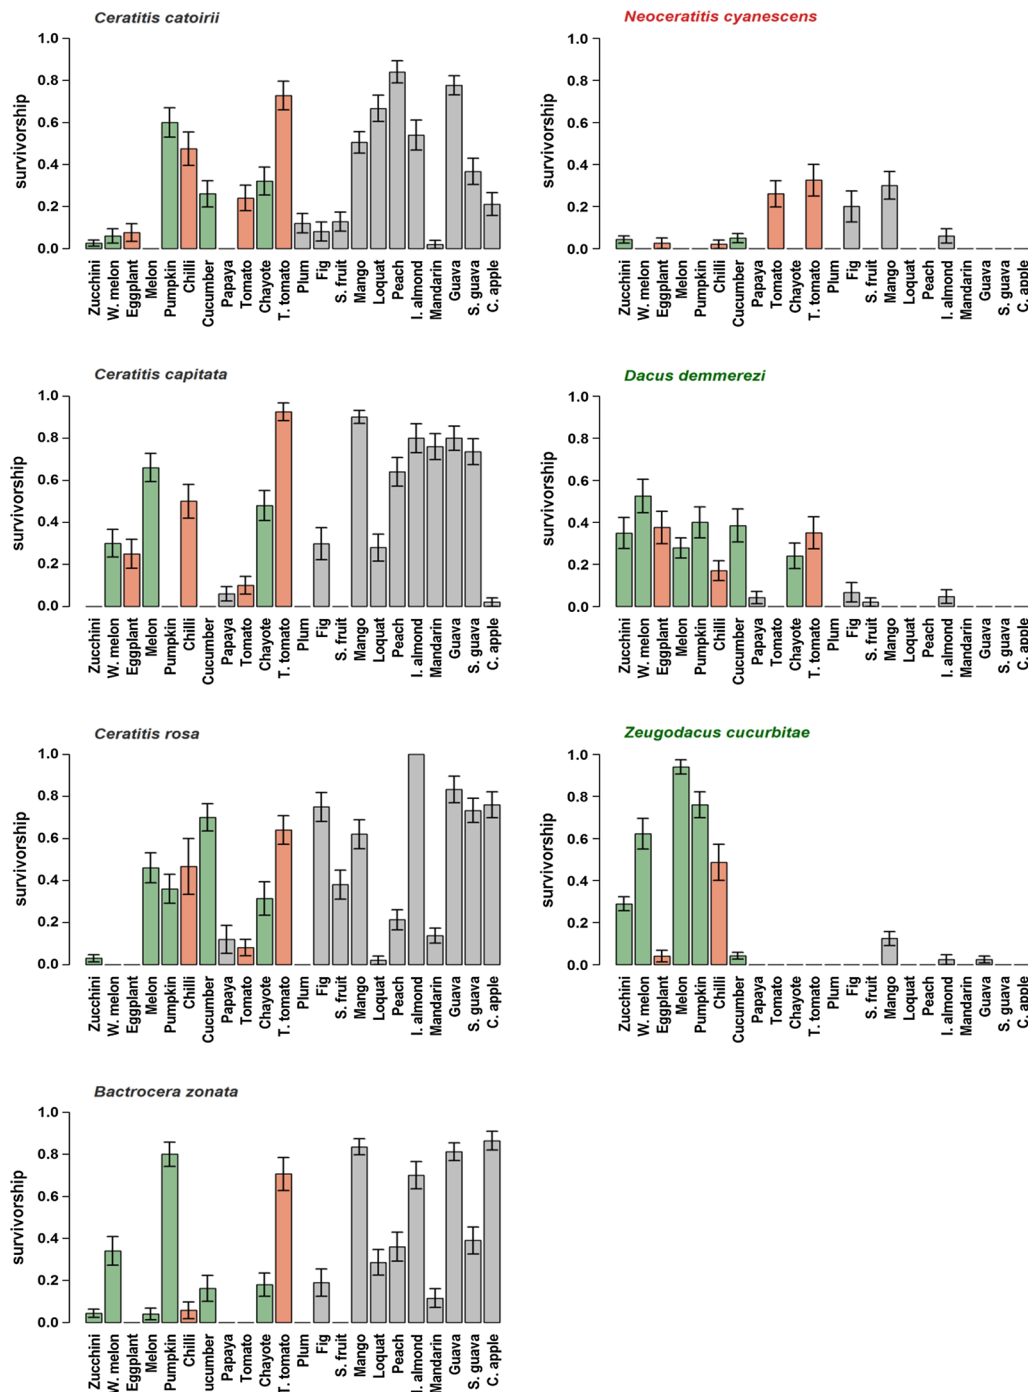 Ceratitis catoirii
survivorship
1.0
0.8
0.6
0.4
0.2
0.0
Zucchini
W. melon
Eggplant
Melon
Pumpkin
Chilli
Cucumber
Papaya
Tomato
Chayote
T. tomato
Plum
Fig
S. fruit
Mango
Loquat
Peach
I. almond
Mandarin
Guava
S. guava
C. apple
Neoceratitis cyanescens
survivorship
1.0
0.8
0.6
0.4
0.2
0.0
Zucchini
W. melon
Eggplant
Melon
Pumpkin
Chilli
Cucumber
Papaya
Tomato
Chayote
T. tomato
Plum
Fig
S. fruit
Mango
Loquat
Peach
I. almond
Mandarin
Guava
S. guava
C. apple
Ceratitis capitata
survivorship
1.0
0.8
0.6
0.4
0.2
0.0
Zucchini
W. melon
Eggplant
Melon
Pumpkin
Chilli
Cucumber
Papaya
Tomato
Chayote
T. tomato
Plum
Fig
S. fruit
Mango
Loquat
Peach
I. almond
Mandarin
Guava
S. guava
C. apple
Dacus demmerezi
survivorship
1.0
0.8
0.6
0.4
0.2
0.0
Zucchini
W. melon
Eggplant
Melon
Pumpkin
Chilli
Cucumber
Papaya
Tomato
Chayote
T. tomato
Plum
Fig
S. fruit
Mango
Loquat
Peach
I. almond
Mandarin
Guava
S. guava
C. apple
Ceratitis rosa
survivorship
1.0
0.8
0.6
0.4
0.2
0.0
Zucchini
W. melon
Eggplant
Melon
Pumpkin
Chilli
Cucumber
Papaya
Tomato
Chayote
T. tomato
Plum
Fig
S. fruit
Mango
Loquat
Peach
I. almond
Mandarin
Guava
S. guava
C. apple
Zeugodacus cucurbitae
survivorship
1.0
0.8
0.6
0.4
0.2
0.0
Zucchini
W. melon
Eggplant
Melon
Pumpkin
Chilli
Cucumber
Papaya
Tomato
Chayote
T. tomato
Plum
Fig
S. fruit
Mango
Loquat
Peach
I. almond
Mandarin
Guava
S. guava
C. apple
Bactrocera zonata
survivorship
1.0
0.8
0.6
0.4
0.2
0.0
Zucchini
W. melon
Eggplant
Melon
Pumpkin
Chilli
Cucumber
Papaya
Tomato
Chayote
T. tomato
Plum
Fig
S. fruit
Mango
Loquat
Peach
I. almond
Mandarin
Guava
S. guava
C. apple